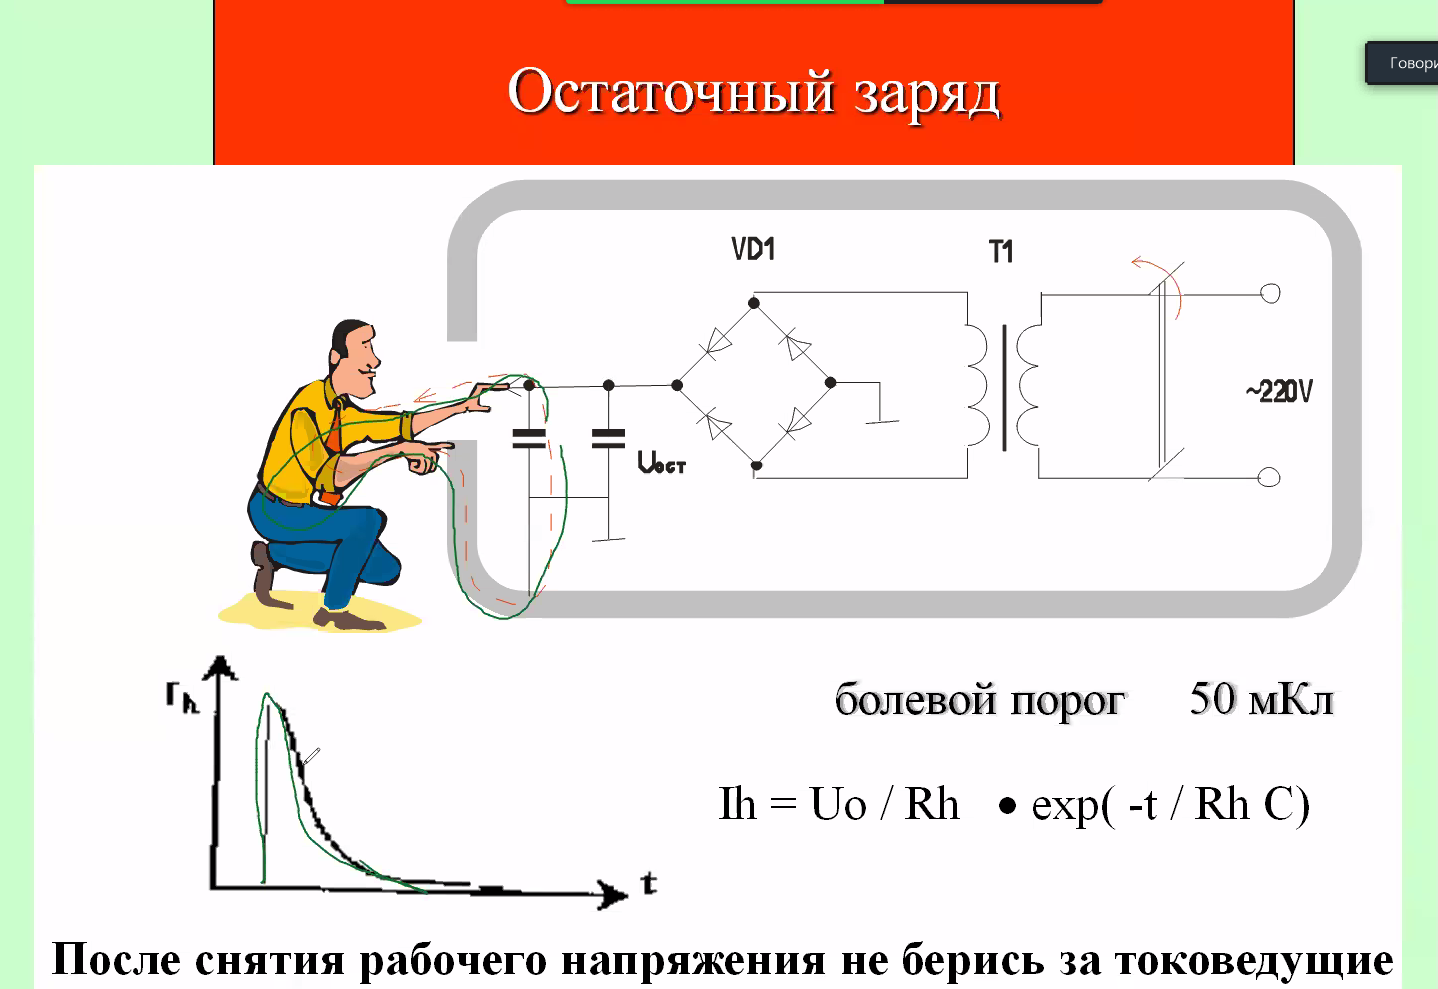 Остаточный заряд
Говори
VD1
T1
~220V
Uост
болевой порог 50 мКл
Ih = Uo / Rh • exp( -t / Rh C)
t
После снятия рабочего напряжения не берись за токоведущие